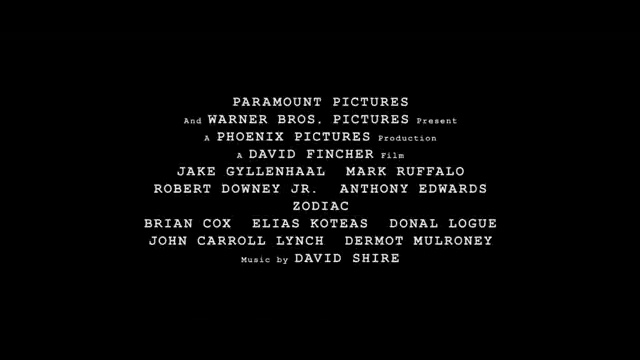 PARAMOUNT PICTURES
And WARNER BROS. PICTURES Present
A PHOENIX PICTURES Production
A DAVID FINCHER Film
JAKE GYLLENHAAL MARK RUFFALO
ROBERT DOWNEY JR. ANTHONY EDWARDS
ZODIAC
BRIAN COX ELIAS KOTEAS DONAL LOGUE
JOHN CARROLL LYNCH DERMOT MULRONEY
Music by DAVID SHIRE